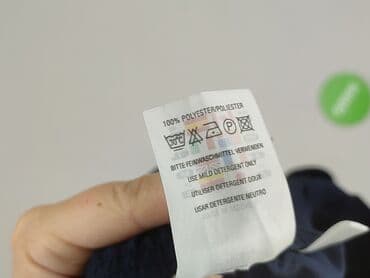 100% POLYESTER/POLIESTER
BITTE FEINWASCHMITTEL VERWENDEN
USE MILD DETERGENT ONLY
UTILISER DETERGENT DOUX
USAR DETERGENTE NEUTRO